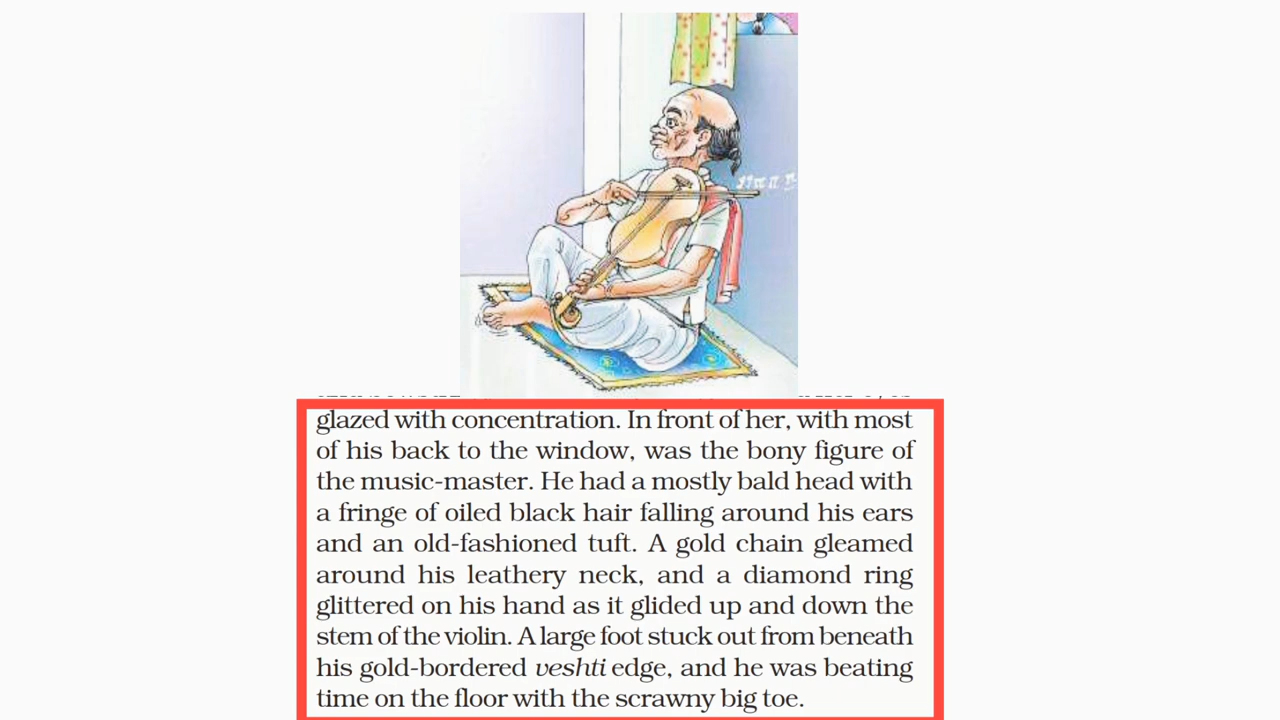 glazed with concentration. In front of her, with most
of his back to the window, was the bony figure of
the music-master. He had a mostly bald head with
a fringe of oiled black hair falling around his ears
and an old-fashioned tuft. A gold chain gleamed
around his leathery neck, and a diamond ring
glittered on his hand as it glided up and down the
stem of the violin. A large foot stuck out from beneath
his gold-bordered veshti edge, and he was beating
time on the floor with the scrawny big toe.